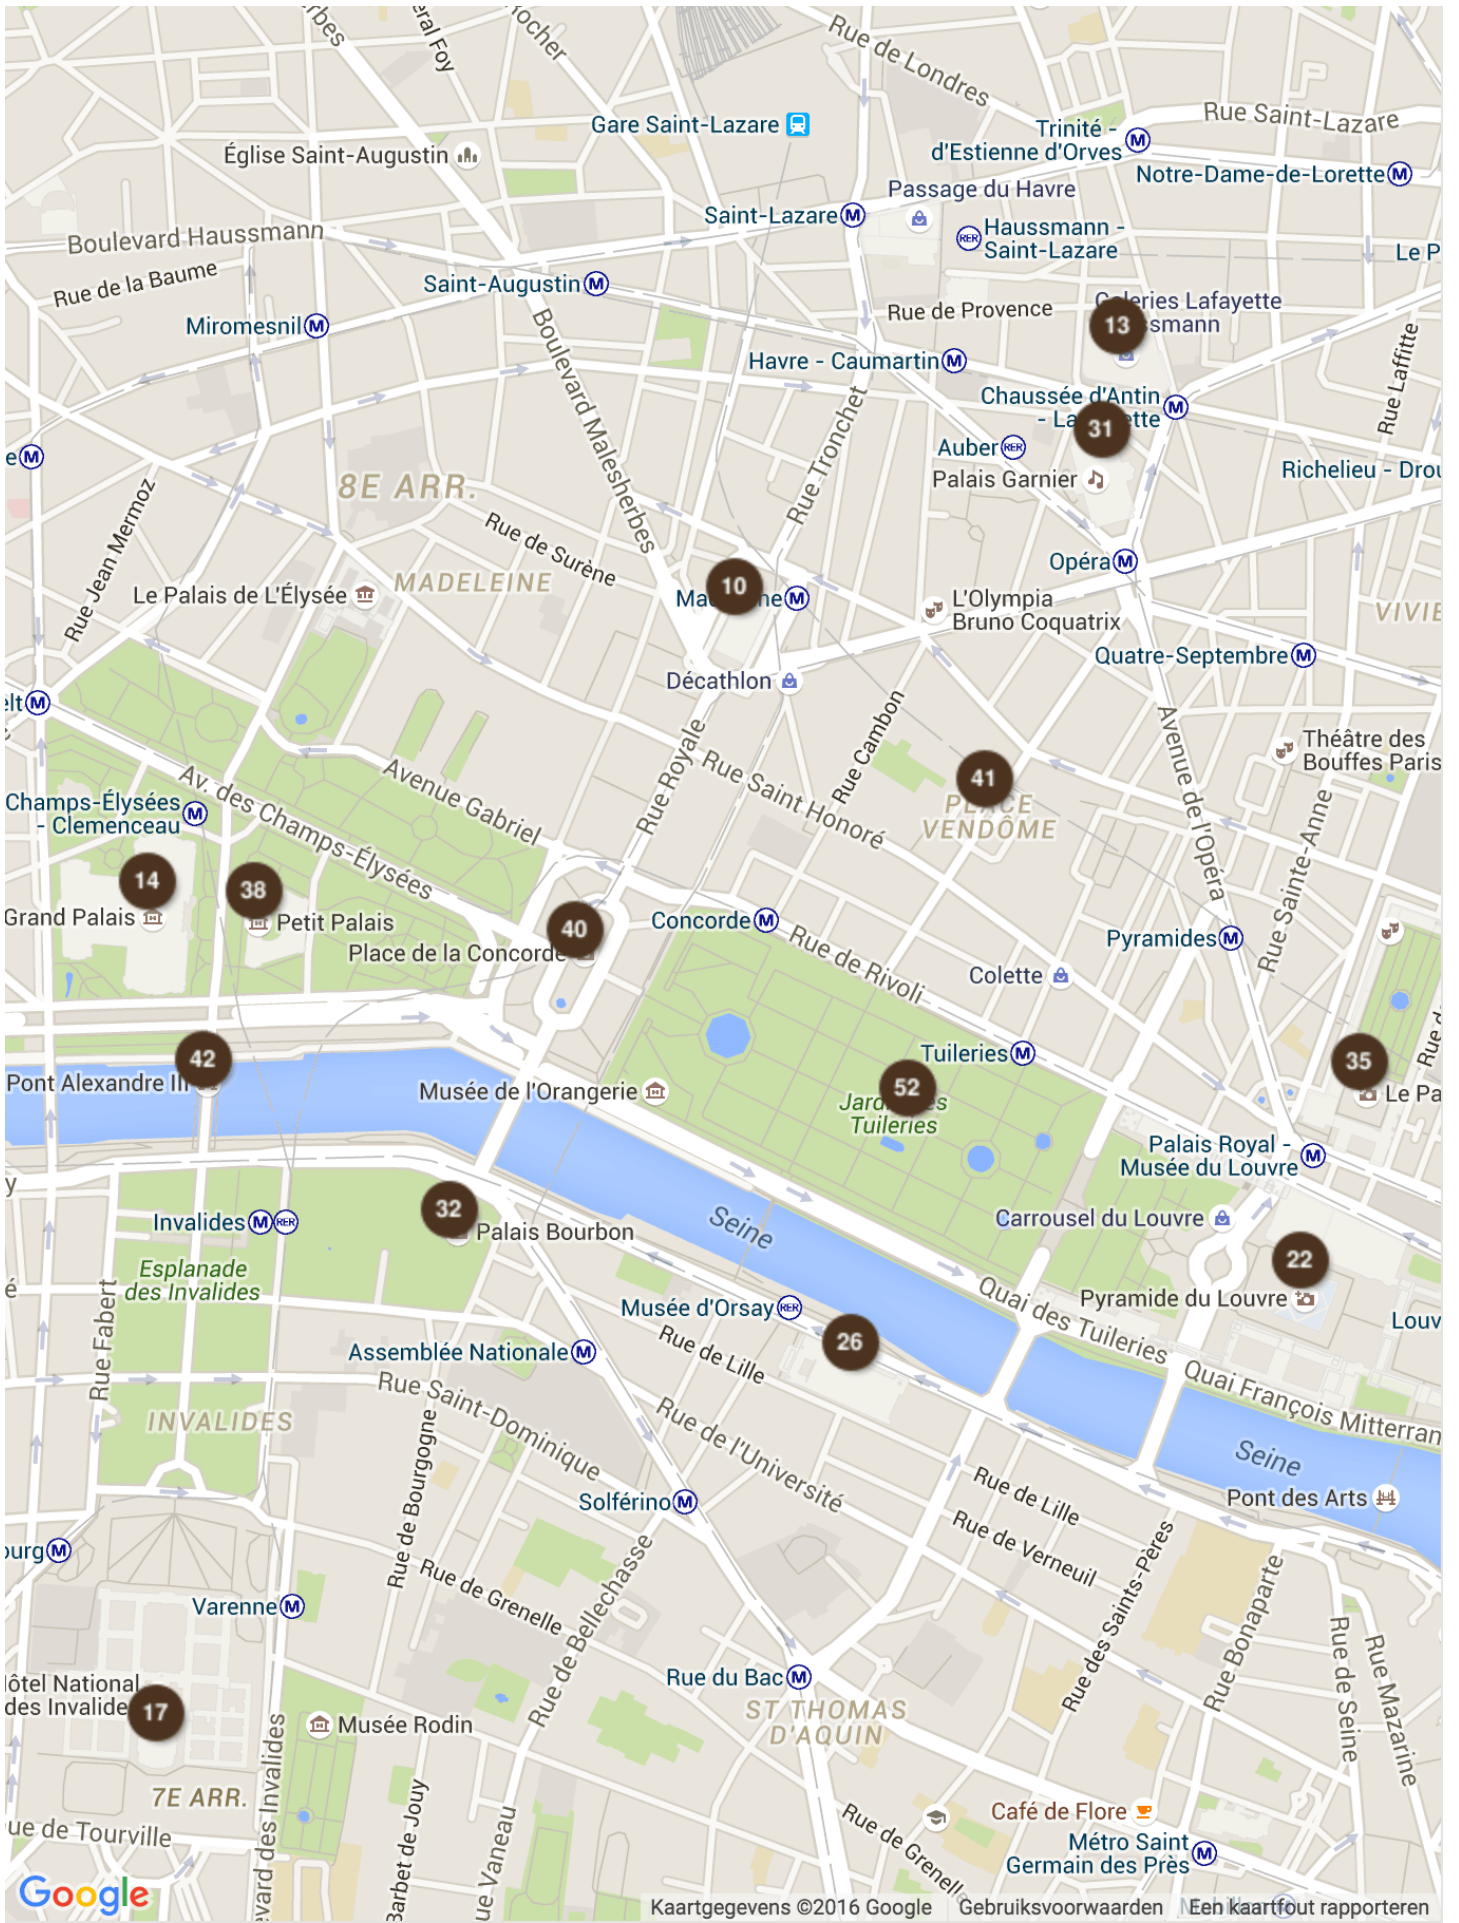 Rue de Londres
Rue Saint-Lazare
Gare Saint-Lazare
Trinité -
d'Estienne d'Orves
Église Saint-Augustin
Notre-Dame-de-Lorette
Passage du Havre
Saint-Lazare
Haussmann -
Saint-Lazare
RER
Boulevard Haussmann
Rue de la Baume
Saint-Augustin
Miromesnil
Rue de Provence
13
Boulevard Malesherbes
Havre - Caumartin
Rue Laffitte
Chaussée d'Antin
31
Rue Tronchet
Auber
RER
Palais Garnier
8E ARR.
Rue Jean Mermoz
Rue de Surène
Opéra
MADELEINE
10
Le Palais de L'Élysée
L'Olympia
Bruno Coquatrix
Quatre-Septembre
Décathlon
Rue Cambon
Avenue de l'Opéra
Théâtre des
Bouffes Paris
Rue Royale
Rue Saint Honoré
41
VENDÔME
Avenue Gabriel
Av. des Champs-Élysées
Champs-Élysées
- Clemenceau
Rue Sainte-Anne
14
38
Grand Palais
Petit Palais
40
Place de la Concorde
Concorde
Rue de Rivoli
Pyramides
Colette
42
Pont Alexandre III
Tuileries
35
52
Tuileries
Musée de l'Orangerie
Palais Royal -
Musée du Louvre
32
Palais Bourbon
Invalides
RER
Seine
Carrousel du Louvre
22
Esplanade
des Invalides
Pyramide du Louvre
Quai des Tuileries
Musée d'Orsay
RER
26
Rue Fabert
Rue de Lille
Assemblée Nationale
Quai François Mitterran
Rue Saint-Dominique
INVALIDES
Rue de l'Université
Rue de Bourgogne
Seine
Solférino
Rue de Lille
Pont des Arts
Rue de Verneuil
Rue de Grenelle
Rue de Bellechasse
Rue des Saints-Pères
Rue Bonaparte
Varenne
Rue de Seine
Rue Mazarine
Rue du Bac
ST THOMAS
D'AQUIN
17
Musée Rodin
7E ARR.
Café de Flore
Rue de Grenelle
Métro Saint
Germain des Près
Google
Kaartgegevens ©2016 Google
Gebruiksvoorwaarden
Een kaartfout rapporteren